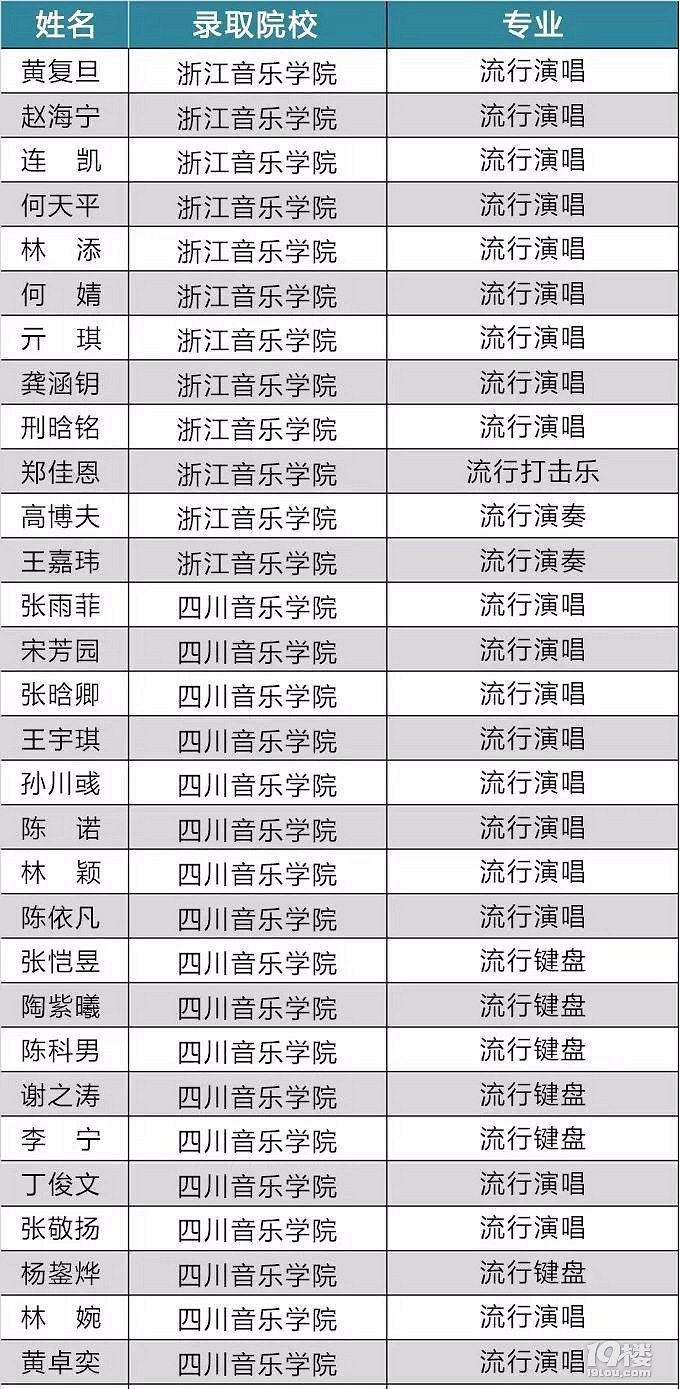 姓名 录取院校 专业
黄复旦 浙江音乐学院 流行演唱
赵海宁 浙江音乐学院 流行演唱
连 凯 浙江音乐学院 流行演唱
何天平 浙江音乐学院 流行演唱
林 添 浙江音乐学院 流行演唱
何 婧 浙江音乐学院 流行演唱
亓 琪 浙江音乐学院 流行演唱
龚涵钥 浙江音乐学院 流行演唱
刑晗铭 浙江音乐学院 流行演唱
郑佳恩 浙江音乐学院 流行打击乐
高博夫 浙江音乐学院 流行演奏
王嘉玮 浙江音乐学院 流行演奏
张雨菲 四川音乐学院 流行演唱
宋芳园 四川音乐学院 流行演唱
张晗卿 四川音乐学院 流行演唱
王宇琪 四川音乐学院 流行演唱
孙川彧 四川音乐学院 流行演唱
陈 诺 四川音乐学院 流行演唱
林 颖 四川音乐学院 流行演唱
陈依凡 四川音乐学院 流行演唱
张恺昱 四川音乐学院 流行键盘
陶紫曦 四川音乐学院 流行键盘
陈科男 四川音乐学院 流行键盘
谢之涛 四川音乐学院 流行键盘
李 宁 四川音乐学院 流行键盘
丁俊文 四川音乐学院 流行演唱
张敬扬 四川音乐学院 流行演唱
杨鋆烨 四川音乐学院 流行键盘
林 婉 四川音乐学院 流行演唱
黄卓奕 四川音乐学院 流行演唱
19楼
19lou.com